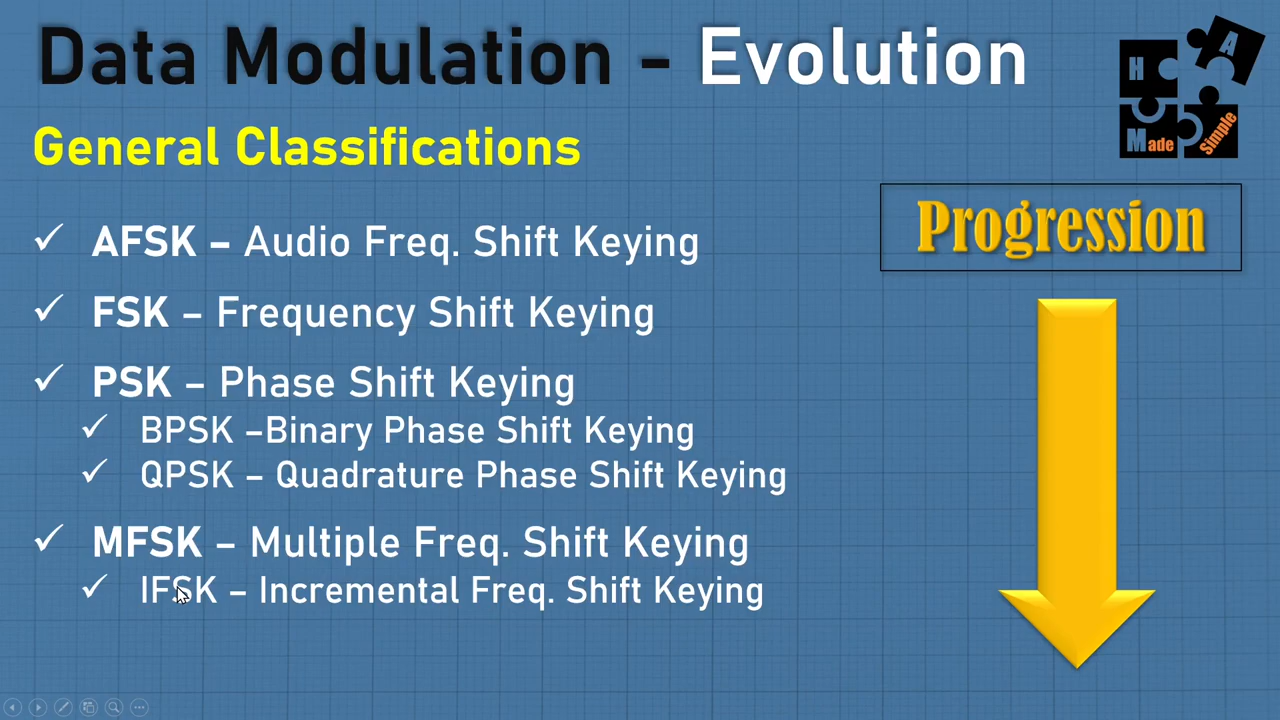 Data Modulation - Evolution
H A Made Simple
General Classifications
Progression
✓ AFSK – Audio Freq. Shift Keying
✓ FSK – Frequency Shift Keying
✓ PSK – Phase Shift Keying
✓ BPSK –Binary Phase Shift Keying
✓ QPSK – Quadrature Phase Shift Keying
✓ MFSK – Multiple Freq. Shift Keying
✓ IFSK – Incremental Freq. Shift Keying